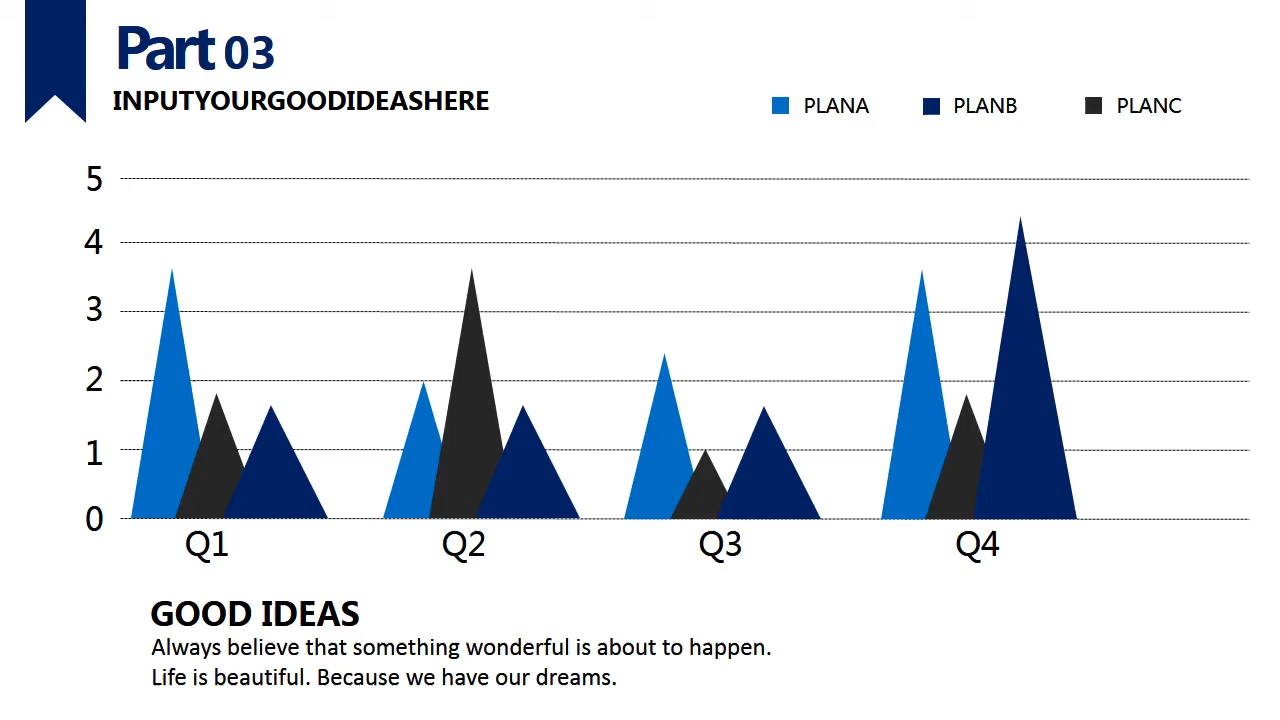 Part 03
INPUTYOURGOODIDEASHERE
PLANA PLANB PLANC
5
4
3
2
1
0
Q1 Q2 Q3 Q4
GOOD IDEAS
Always believe that something wonderful is about to happen.
Life is beautiful. Because we have our dreams.